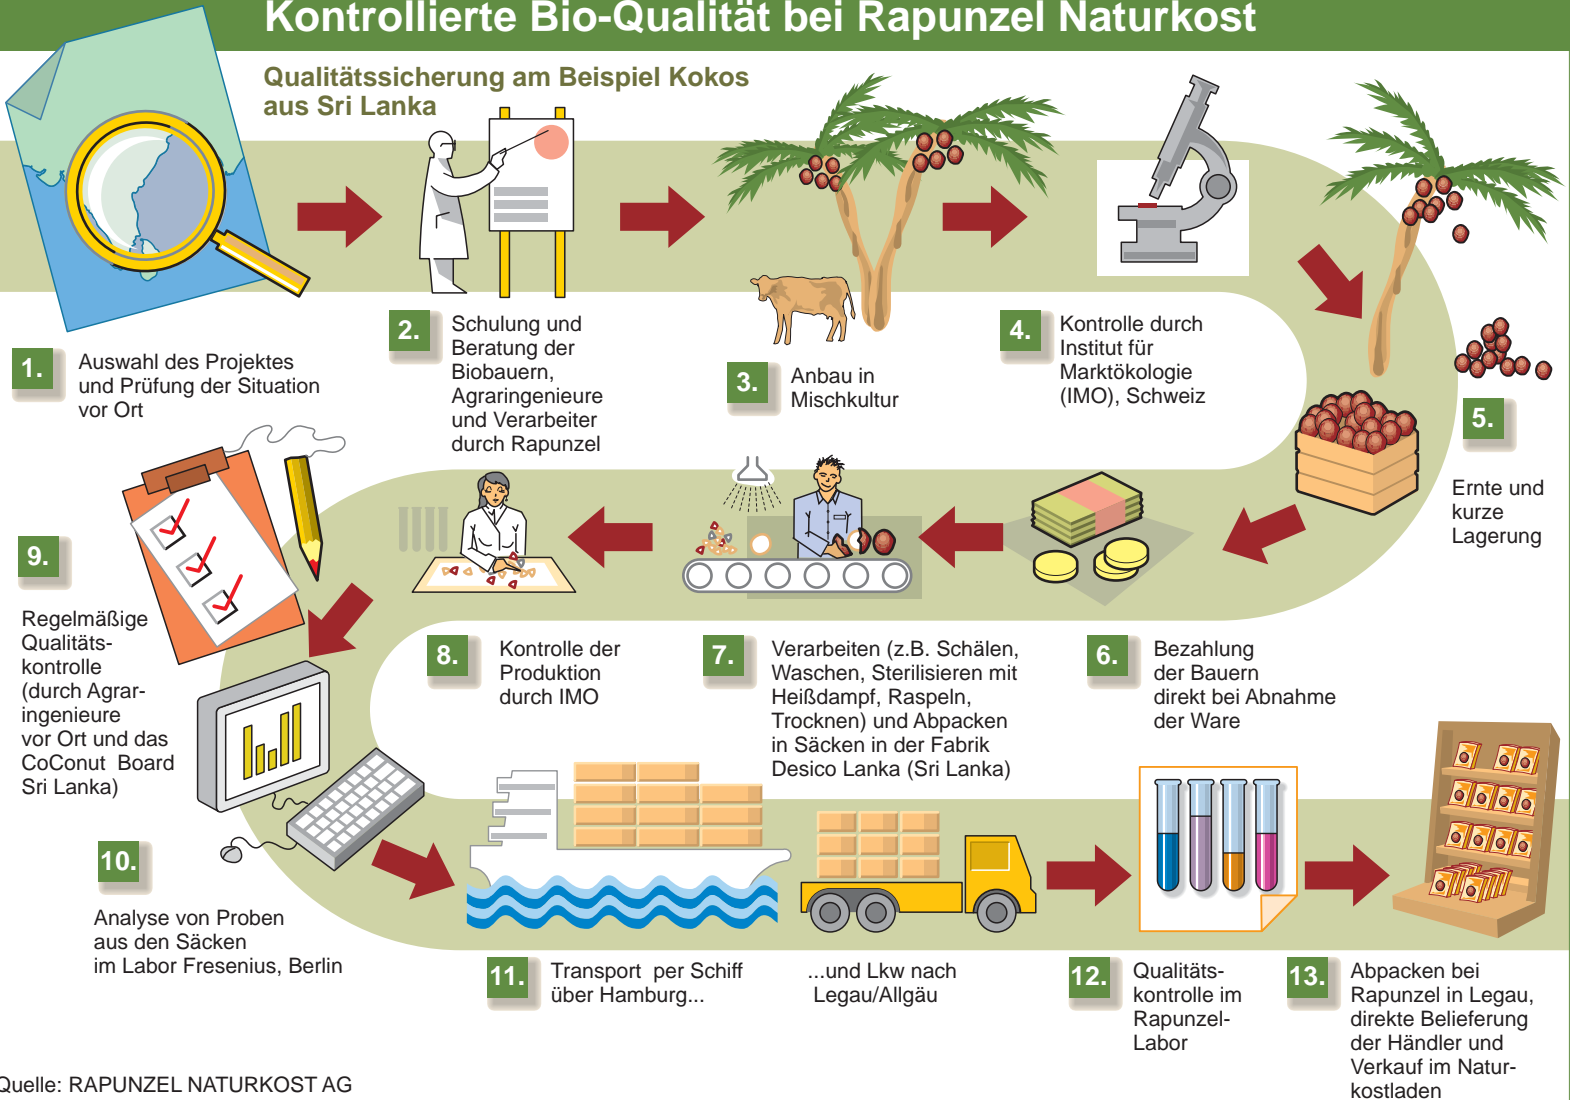 Kontrollierte Bio-Qualität bei Rapunzel Naturkost
Qualitätssicherung am Beispiel Kokos
aus Sri Lanka
1.
Auswahl des Projektes
und Prüfung der Situation
vor Ort
2.
Schulung und
Beratung der
Biobauern,
Agraringenieure
und Verarbeiter
durch Rapunzel
3.
Anbau in
Mischkultur
4.
Kontrolle durch
Institut für
Marktökologie
(IMO), Schweiz
5.
Ernte und
kurze
Lagerung
6.
Bezahlung
der Bauern
direkt bei Abnahme
der Ware
7.
Verarbeiten (z.B. Schälen,
Waschen, Sterilisieren mit
Heißdampf, Raspeln,
Trocknen) und Abpacken
in Säcken in der Fabrik
Desico Lanka (Sri Lanka)
8.
Kontrolle der
Produktion
durch IMO
9.
Regelmäßige
Qualitäts-
kontrolle
(durch Agrar-
ingenieure
vor Ort und das
CoConut Board
Sri Lanka)
10.
Analyse von Proben
aus den Säcken
im Labor Fresenius, Berlin
11.
Transport per Schiff
über Hamburg...
...und Lkw nach
Legau/Allgäu
12.
Qualitäts-
kontrolle im
Rapunzel-
Labor
13.
Abpacken bei
Rapunzel in Legau,
direkte Belieferung
der Händler und
Verkauf im Natur-
kostladen
Quelle: RAPUNZEL NATURKOST AG